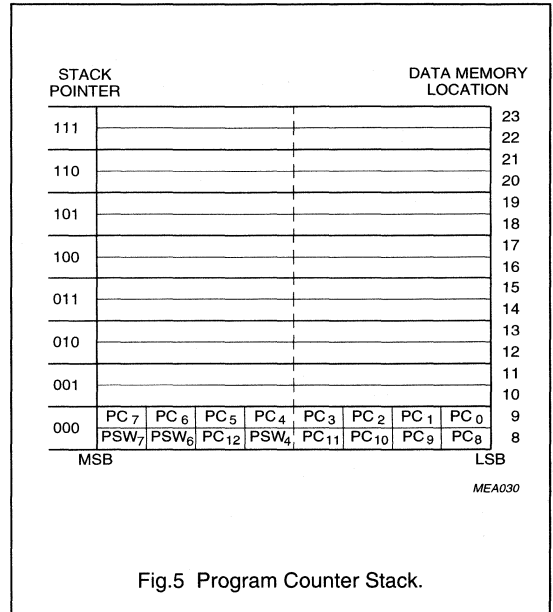 STACK POINTER
DATA MEMORY LOCATION
111
23
22
110
21
20
101
19
18
100
17
16
011
15
14
010
13
12
001
11
10
000
PC7 PC6 PC5 PC4 PC3 PC2 PC1 PC0 9
PSW7 PSW6 PC12 PSW4 PC11 PC10 PC9 PC8 8
MSB
LSB
MEA030
Fig.5 Program Counter Stack.